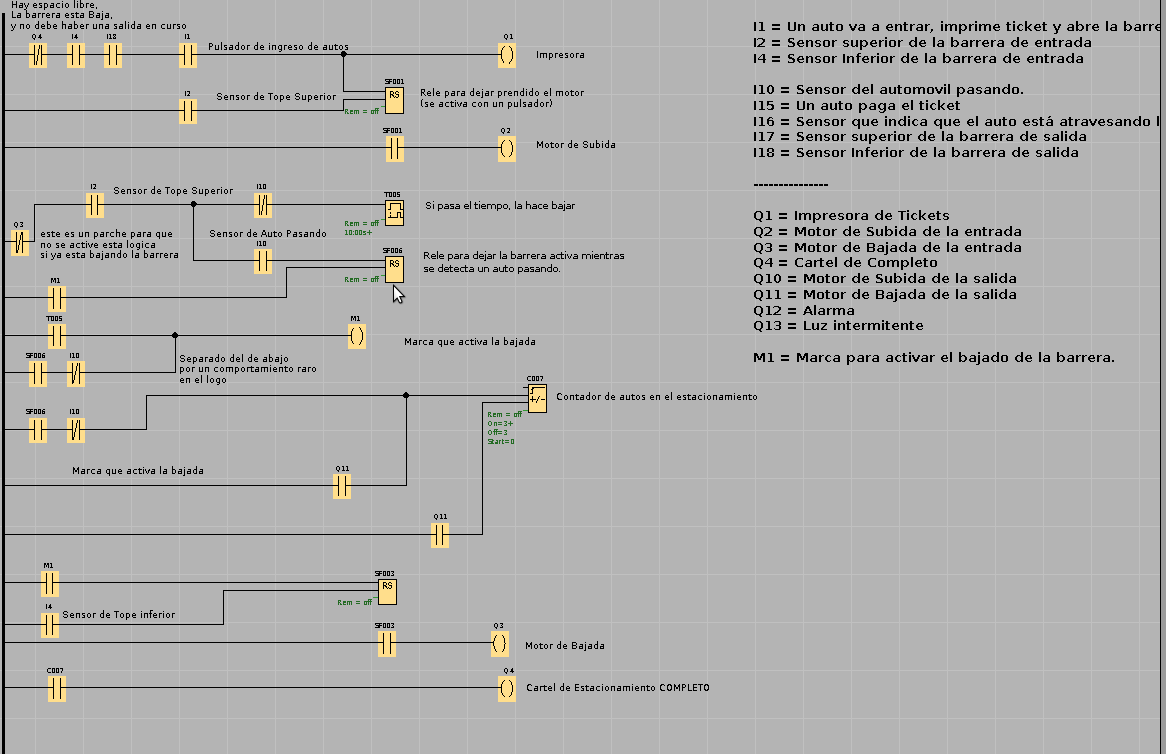 Hay espacio libre,
La barrera esta Baja,
y no debe haber una salida en curso
Q4 I4 I18 I1
Pulsador de ingreso de autos
Q1
Impresora
SF001
RS
Rem = off
Rele para dejar prendido el motor
(se activa con un pulsador)
I2
Sensor de Tope Superior
SF001
Q2
Motor de Subida
I2
Sensor de Tope Superior
I10
T005
Rem = off
10:00s+
Si pasa el tiempo, la hace bajar
Q3
este es un parche para que
no se active esta logica
si ya esta bajando la barrera
Sensor de Auto Pasando
I10
SF006
RS
Rem = off
Rele para dejar la barrera activa mientras
se detecta un auto pasando.
M1
T005
M1
Marca que activa la bajada
SF006 I10
Separado del de abajo
por un comportamiento raro
en el logo
C007
+/-
Rem = off
On=3+
Off=3
Start=0
Contador de autos en el estacionamiento
SF006 I10
Marca que activa la bajada
Q11
Q11
M1
SF003
RS
Rem = off
I4
Sensor de Tope inferior
SF003
Q3
Motor de Bajada
C007
Q4
Cartel de Estacionamiento COMPLETO
I1 = Un auto va a entrar, imprime ticket y abre la barre
I2 = Sensor superior de la barrera de entrada
I4 = Sensor Inferior de la barrera de entrada
I10 = Sensor del automovil pasando.
I15 = Un auto paga el ticket
I16 = Sensor que indica que el auto está atravesando l
I17 = Sensor superior de la barrera de salida
I18 = Sensor Inferior de la barrera de salida
---------------
Q1 = Impresora de Tickets
Q2 = Motor de Subida de la entrada
Q3 = Motor de Bajada de la entrada
Q4 = Cartel de Completo
Q10 = Motor de Subida de la salida
Q11 = Motor de Bajada de la salida
Q12 = Alarma
Q13 = Luz intermitente
M1 = Marca para activar el bajado de la barrera.